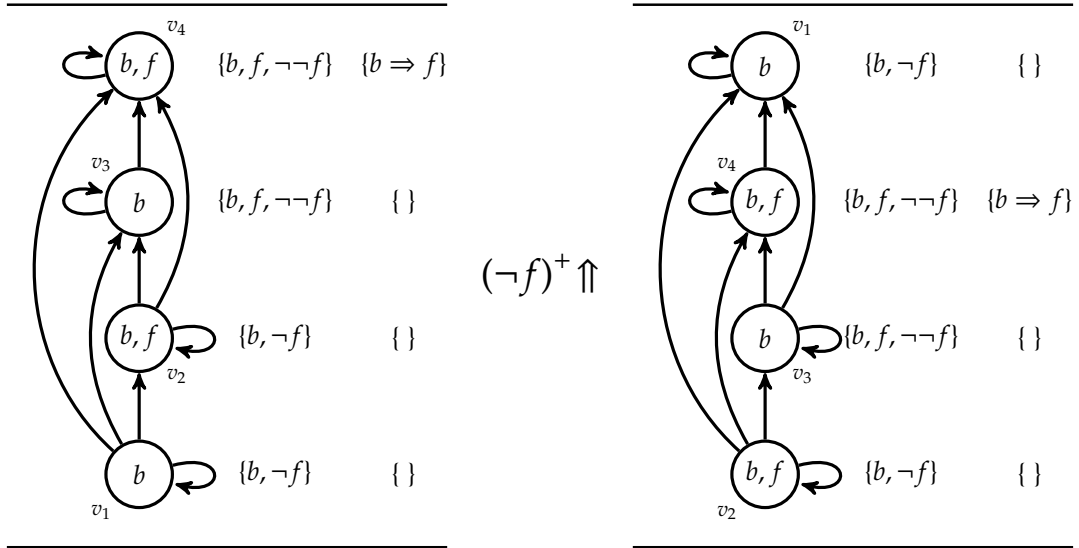 v₄ v₁
b, f {b, f, ¬¬f} {b ⇒ f} b {b, ¬f} { }
v₃ v₄
b {b, f, ¬¬f} { } b, f {b, f, ¬¬f} {b ⇒ f}
(¬f)⁺⇑
b, f {b, ¬f} { } b {b, f, ¬¬f} { }
v₂ v₃
b {b, ¬f} { } b, f {b, ¬f} { }
v₁ v₂